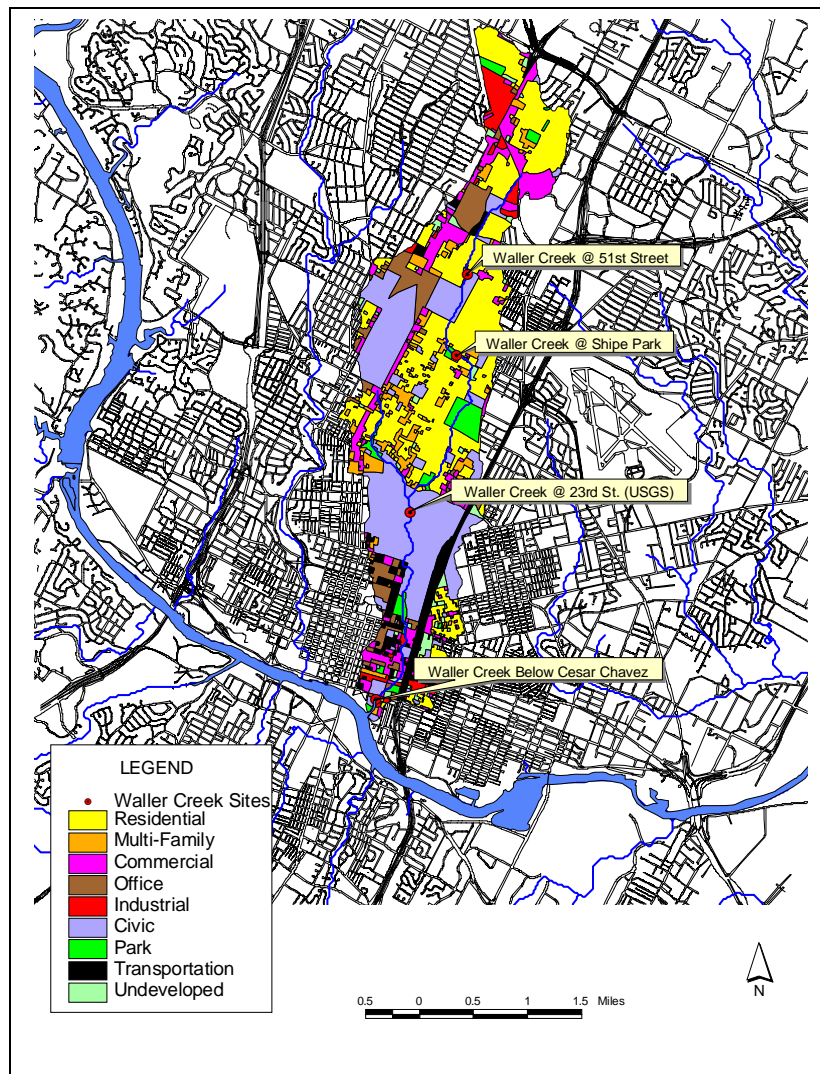 Waller Creek @ 51st Street
Waller Creek @ Shipe Park
Waller Creek @ 23rd St. (USGS)
Waller Creek Below Cesar Chavez
LEGEND
Waller Creek Sites
Residential
Multi-Family
Commercial
Office
Industrial
Civic
Park
Transportation
Undeveloped
0.5 0 0.5 1 1.5 Miles
N